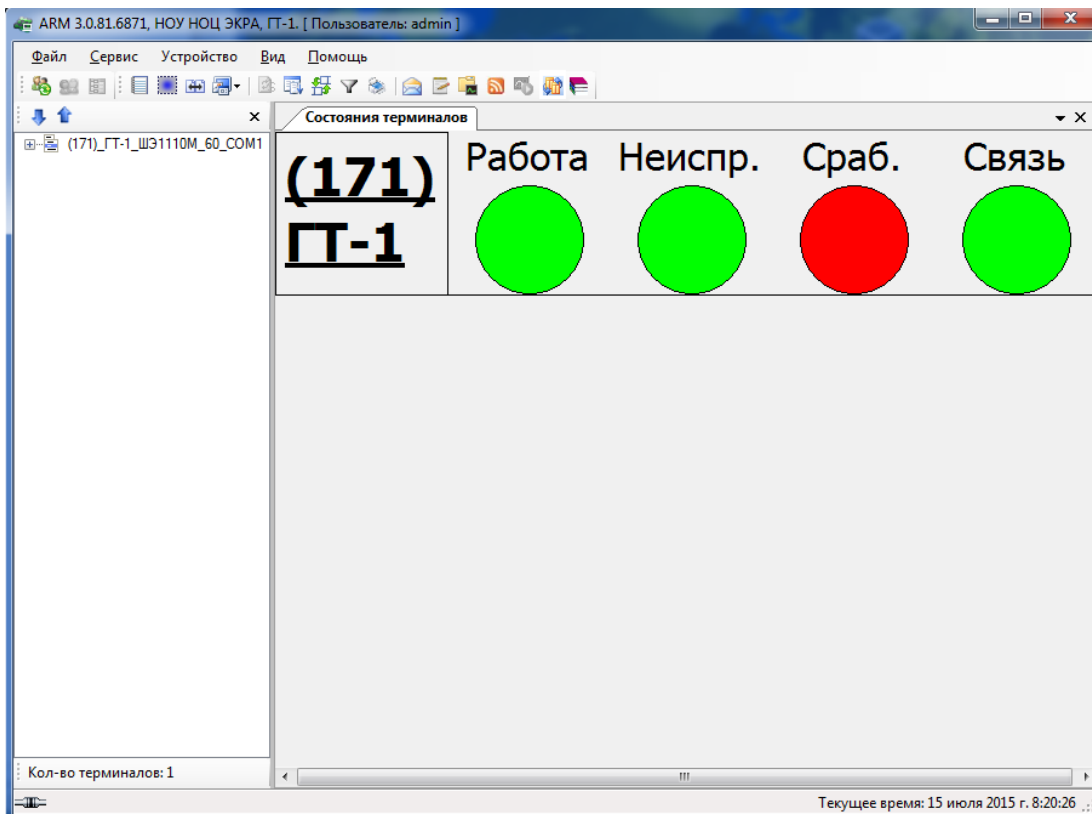 ARM 3.0.81.6871, НОУ НОЦ ЭКРА, ГТ-1. [ Пользователь: admin ]
Файл Сервис Устройство Вид Помощь
Состояния терминалов
(171)_ГТ-1_ШЭ1110М_60_COM1
(171)
ГТ-1
Работа Неиспр. Сраб. Связь
Кол-во терминалов: 1
Текущее время: 15 июля 2015 г. 8:20:26